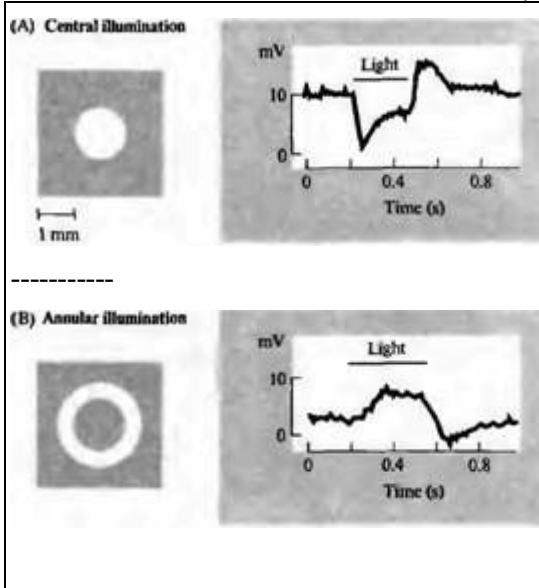 (A) Central illumination
mV
Light
10
0
0 0.4 0.8
Time (s)
1 mm
-----------
(B) Annular illumination
mV
Light
10
0
0 0.4 0.8
Time (s)